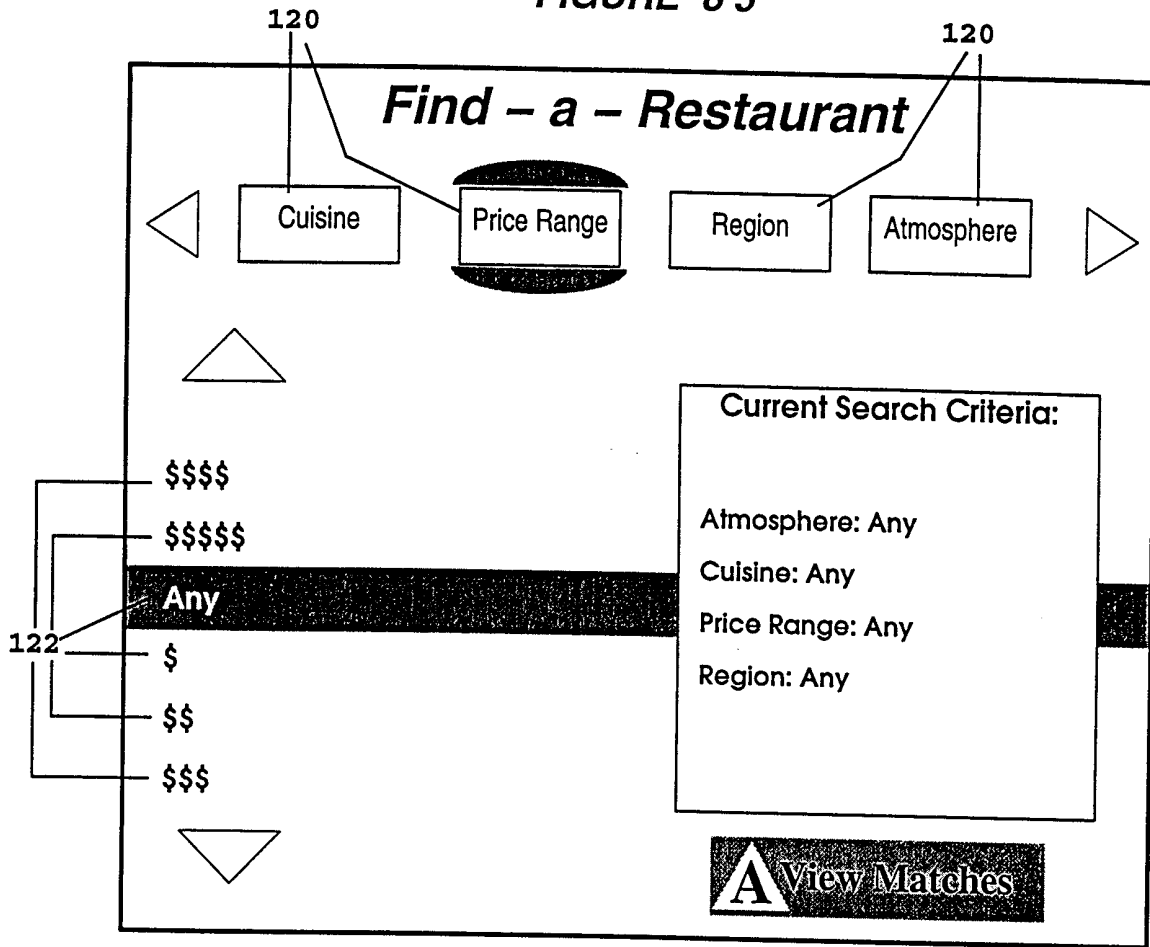 120
120
Find – a – Restaurant
Cuisine
Price Range
Region
Atmosphere
Current Search Criteria:
$$$$
Atmosphere: Any
$$$$$
Cuisine: Any
Any
Price Range: Any
122
$
Region: Any
$$
$$$
A View Matches